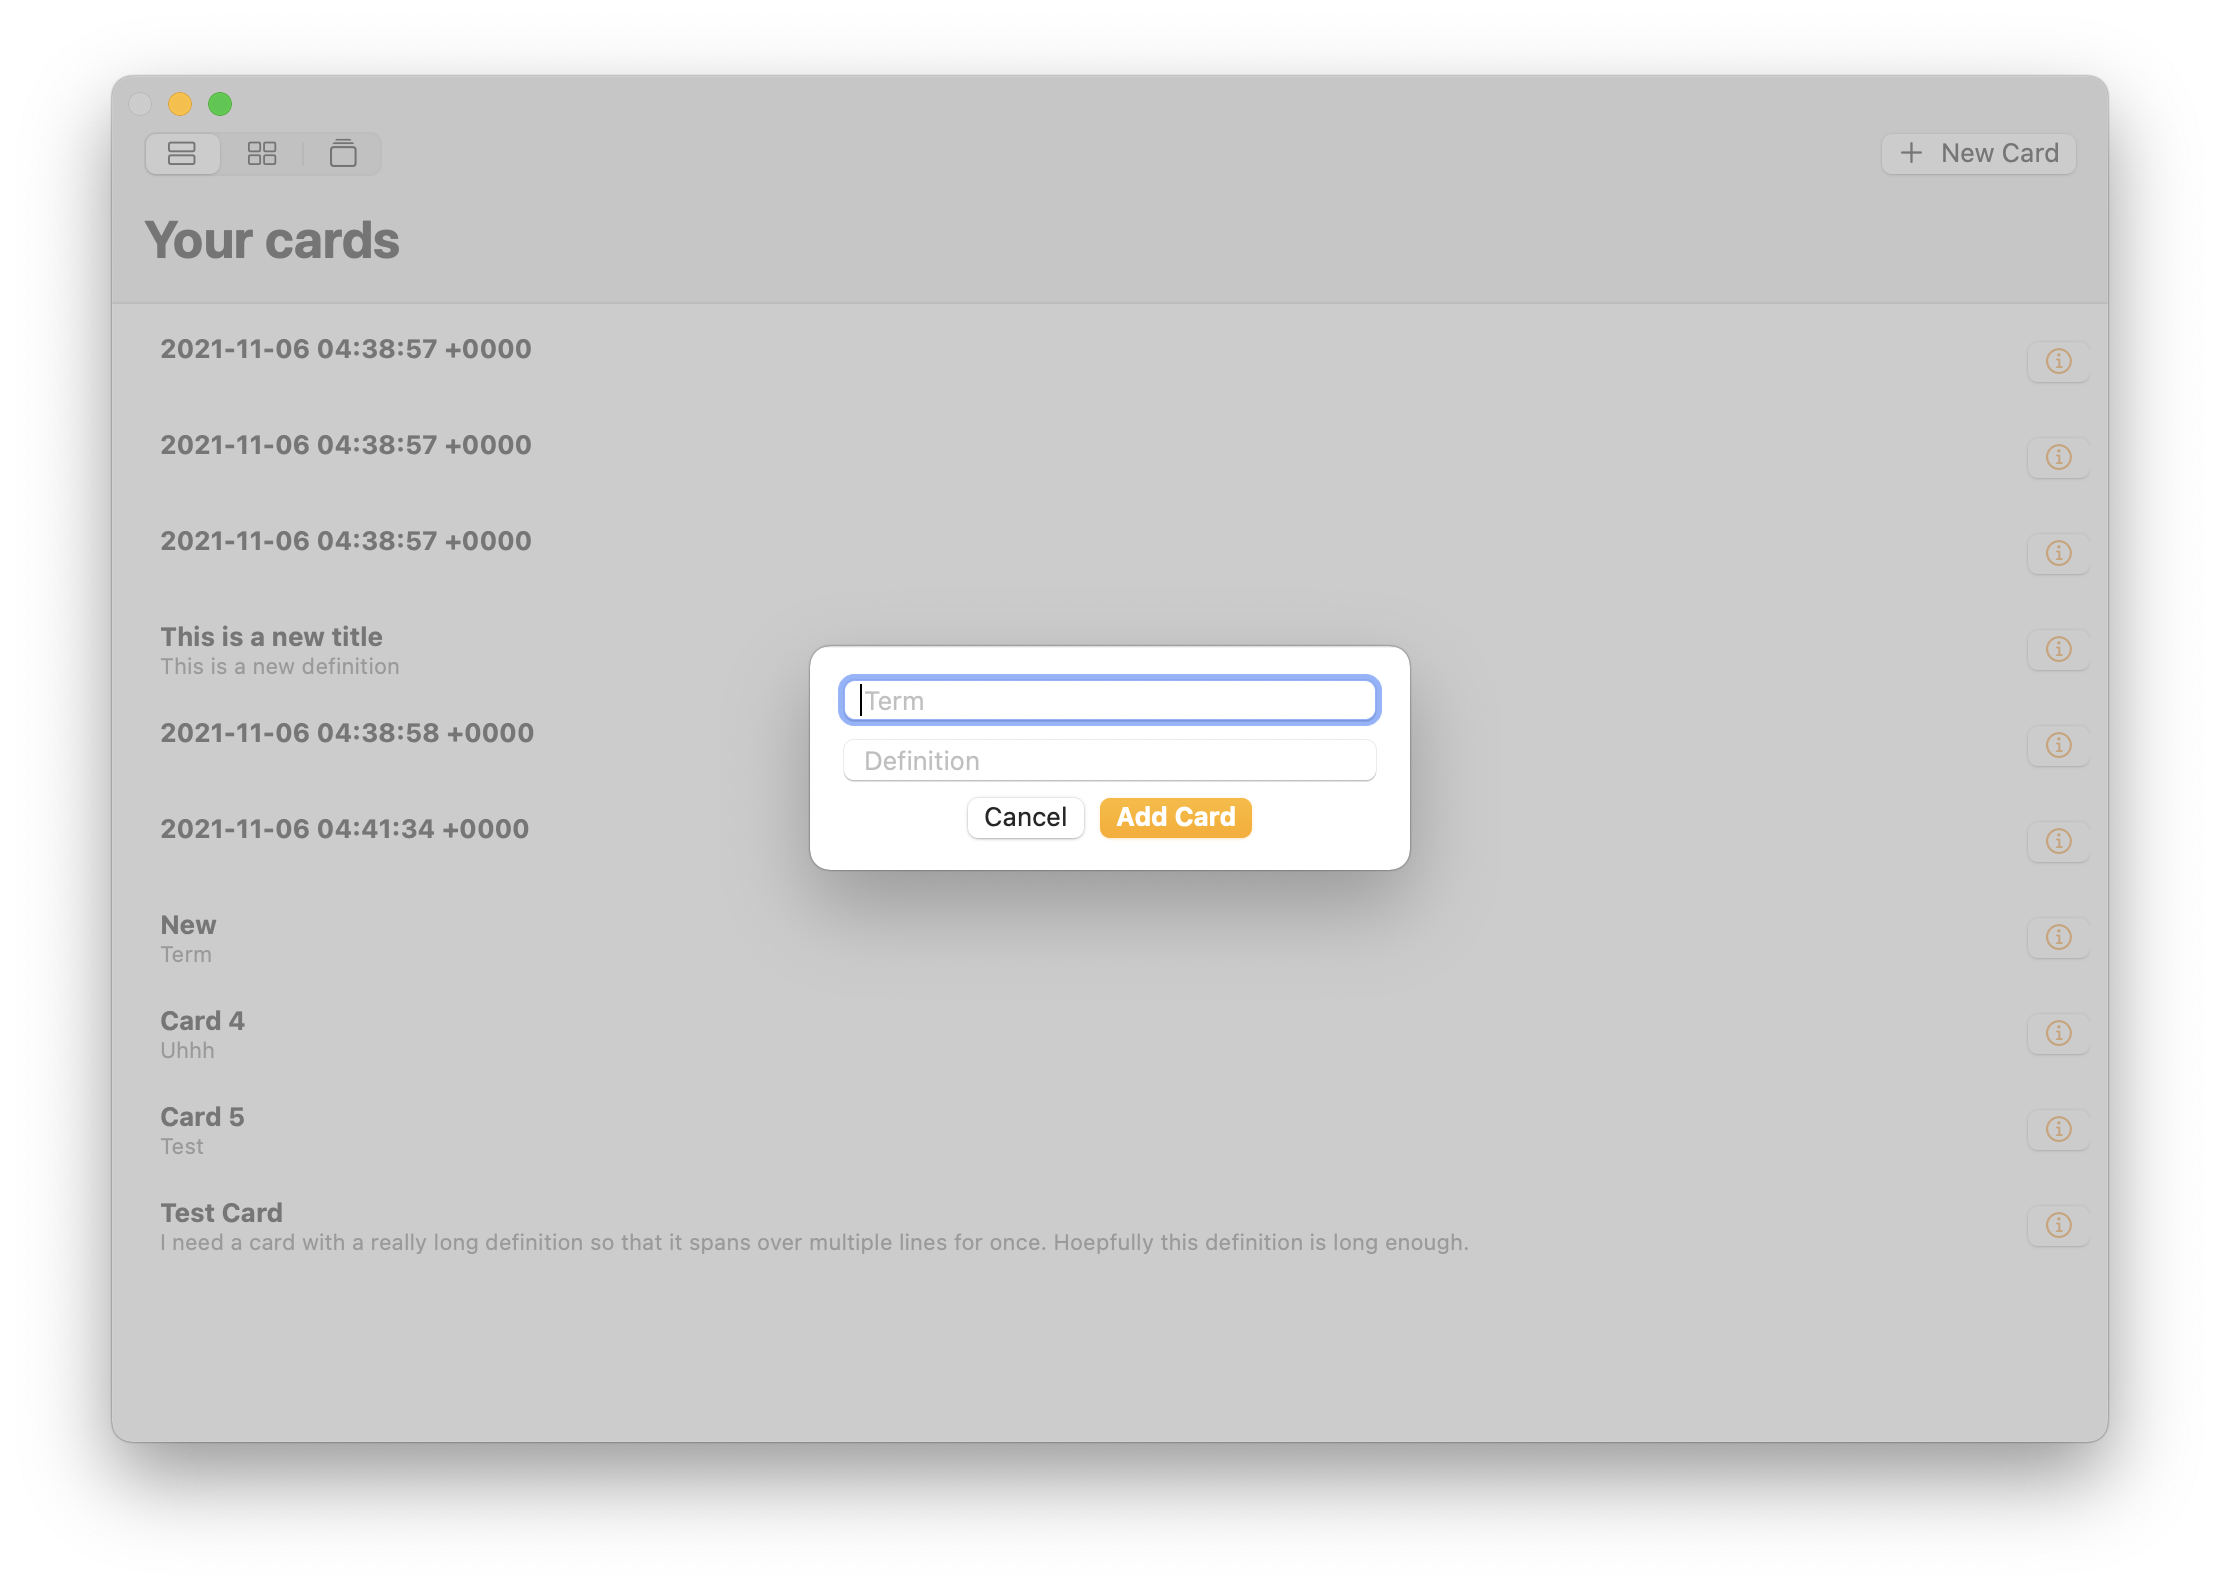 New Card
Your cards
2021-11-06 04:38:57 +0000
2021-11-06 04:38:57 +0000
2021-11-06 04:38:57 +0000
This is a new title
This is a new definition
2021-11-06 04:38:58 +0000
2021-11-06 04:41:34 +0000
New
Term
Card 4
Uhhh
Card 5
Test
Test Card
I need a card with a really long definition so that it spans over multiple lines for once. Hoepfully this definition is long enough.
Term
Definition
Cancel
Add Card